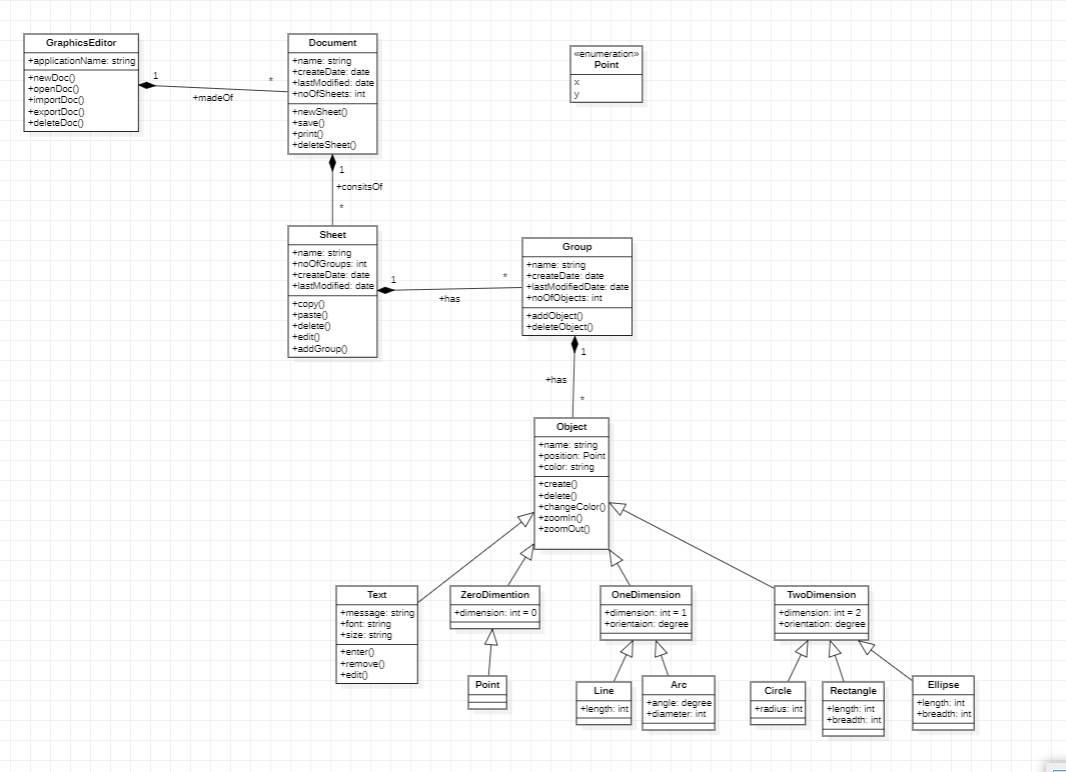 GraphicsEditor
+applicationName: string
+newDoc()
+openDoc()
+importDoc()
+exportDoc()
+deleteDoc()
1
*
+madeOf
Document
+name: string
+createDate: date
+lastModified: date
+noOfSheets: int
+newSheet()
+save()
+print()
+deleteSheet()
«enumeration»
Point
x
y
1
+consitsOf
*
Sheet
+name: string
+noOfGroups: int
+createDate: date
+lastModified: date
+copy()
+paste()
+delete()
+edit()
+addGroup()
1
*
+has
Group
+name: string
+createDate: date
+lastModifiedDate: date
+noOfObjects: int
+addObject()
+deleteObject()
1
+has
*
Object
+name: string
+position: Point
+color: string
+create()
+delete()
+changeColor()
+zoomIn()
+zoomOut()
Text
+message: string
+font: string
+size: string
+enter()
+remove()
+edit()
ZeroDimention
+dimension: int = 0
OneDimension
+dimension: int = 1
+orientaion: degree
TwoDimension
+dimension: int = 2
+orientation: degree
Point
Line
+length: int
Arc
+angle: degree
+diameter: int
Circle
+radius: int
Rectangle
+length: int
+breadth: int
Ellipse
+length: int
+breadth: int